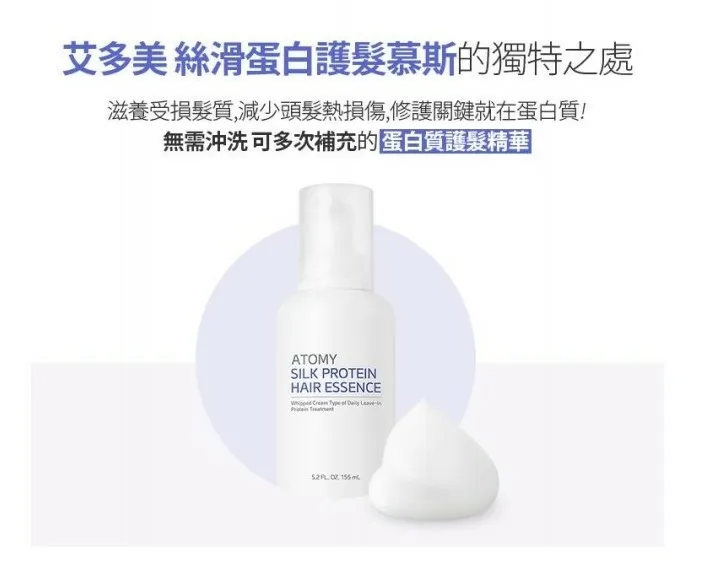 艾多美 絲滑蛋白護髮慕斯的獨特之處
滋養受損髮質,減少頭髮熱損傷,修護關鍵就在蛋白質!
無需沖洗 可多次補充的 蛋白質護髮精華
ATOMY
SILK PROTEIN
HAIR ESSENCE
Whipped Cream Type of Daily Leave-In
Protein Treatment
5.2 FL. OZ. 155 mL